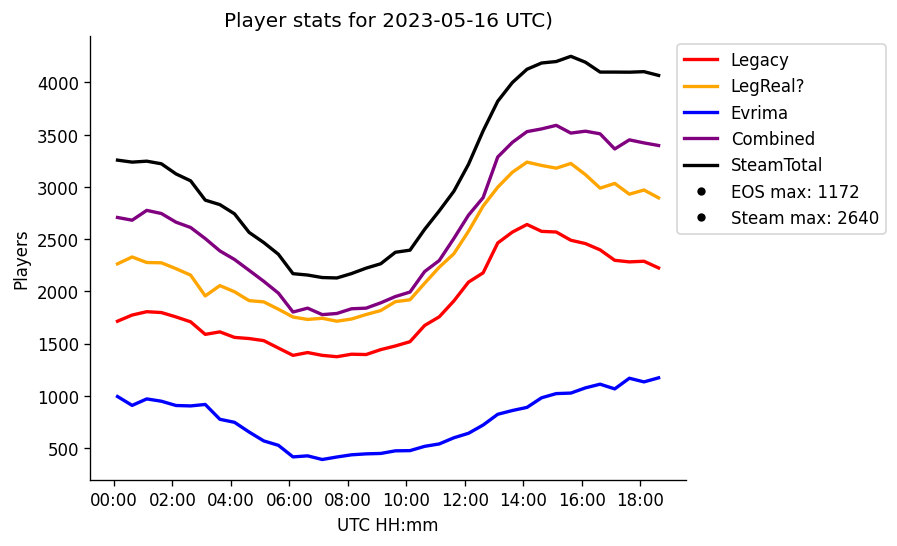 Player stats for 2023-05-16 UTC)
Players
4000
3500
3000
2500
2000
1500
1000
500
00:00 02:00 04:00 06:00 08:00 10:00 12:00 14:00 16:00 18:00
UTC HH:mm
Legacy
LegReal?
Evrima
Combined
SteamTotal
EOS max: 1172
Steam max: 2640